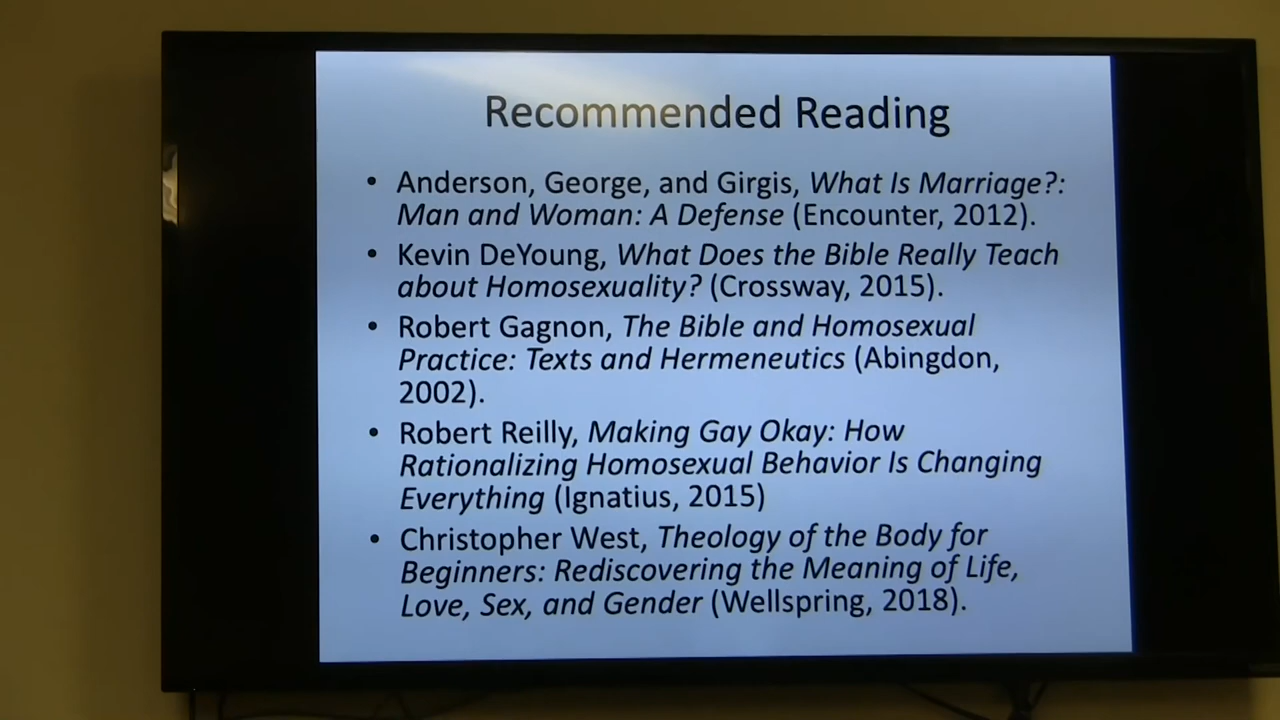 Recommended Reading
• Anderson, George, and Girgis, What Is Marriage?:
Man and Woman: A Defense (Encounter, 2012).
• Kevin DeYoung, What Does the Bible Really Teach
about Homosexuality? (Crossway, 2015).
• Robert Gagnon, The Bible and Homosexual
Practice: Texts and Hermeneutics (Abingdon,
2002).
• Robert Reilly, Making Gay Okay: How
Rationalizing Homosexual Behavior Is Changing
Everything (Ignatius, 2015)
• Christopher West, Theology of the Body for
Beginners: Rediscovering the Meaning of Life,
Love, Sex, and Gender (Wellspring, 2018).